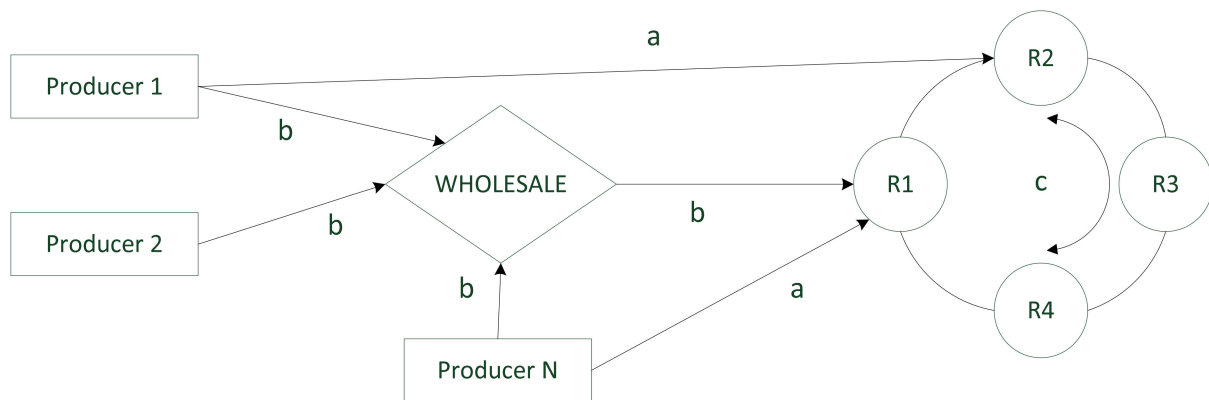 a
R2
Producer 1
b
WHOLESALE
R1
c
R3
b
b
Producer 2
b
a
R4
Producer N